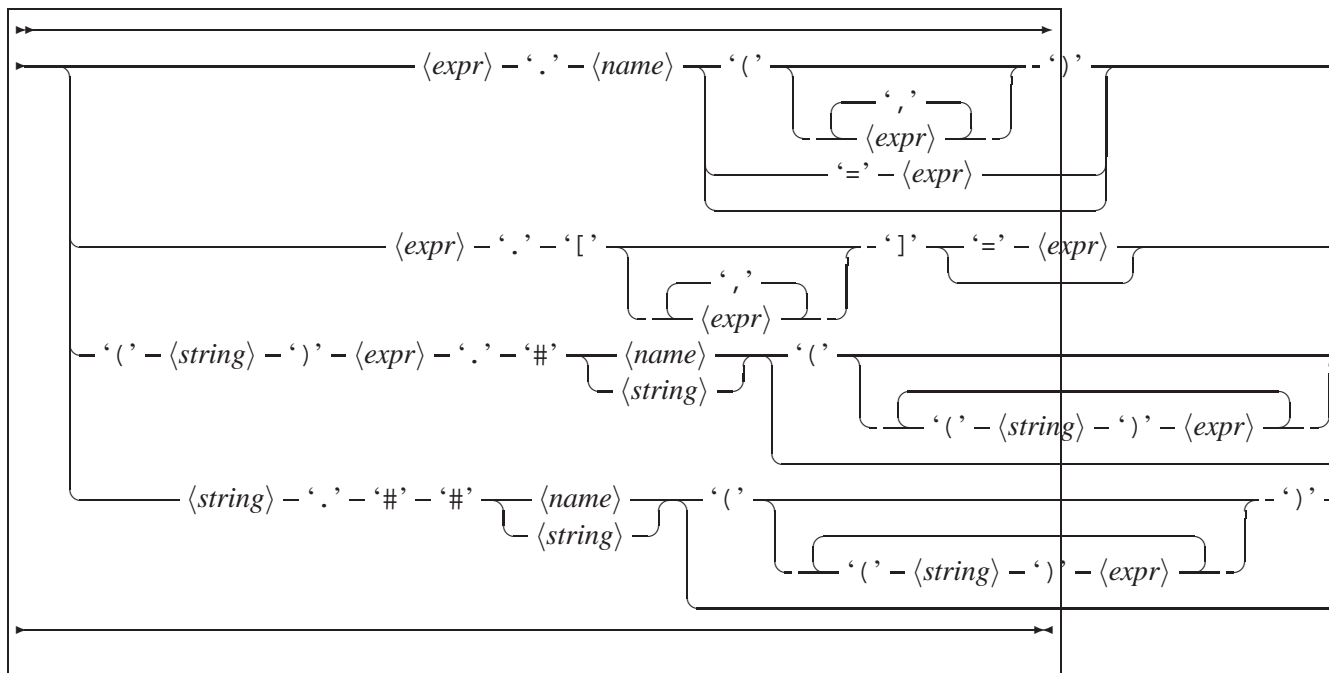 ⟨expr⟩ – ‘.’ – ⟨name⟩ ‘(’ – ‘)’
‘,’
⟨expr⟩
‘=’ – ⟨expr⟩
⟨expr⟩ – ‘.’ – ‘[’ – ‘]’ ‘=’ – ⟨expr⟩
‘,’
⟨expr⟩
‘(’ – ⟨string⟩ – ‘)’ – ⟨expr⟩ – ‘.’ – ‘#’ ⟨name⟩ ‘(’
⟨string⟩
‘(’ – ⟨string⟩ – ‘)’ – ⟨expr⟩
⟨string⟩ – ‘.’ – ‘#’ – ‘#’ ⟨name⟩ ‘(’ – ‘)’
⟨string⟩
‘(’ – ⟨string⟩ – ‘)’ – ⟨expr⟩